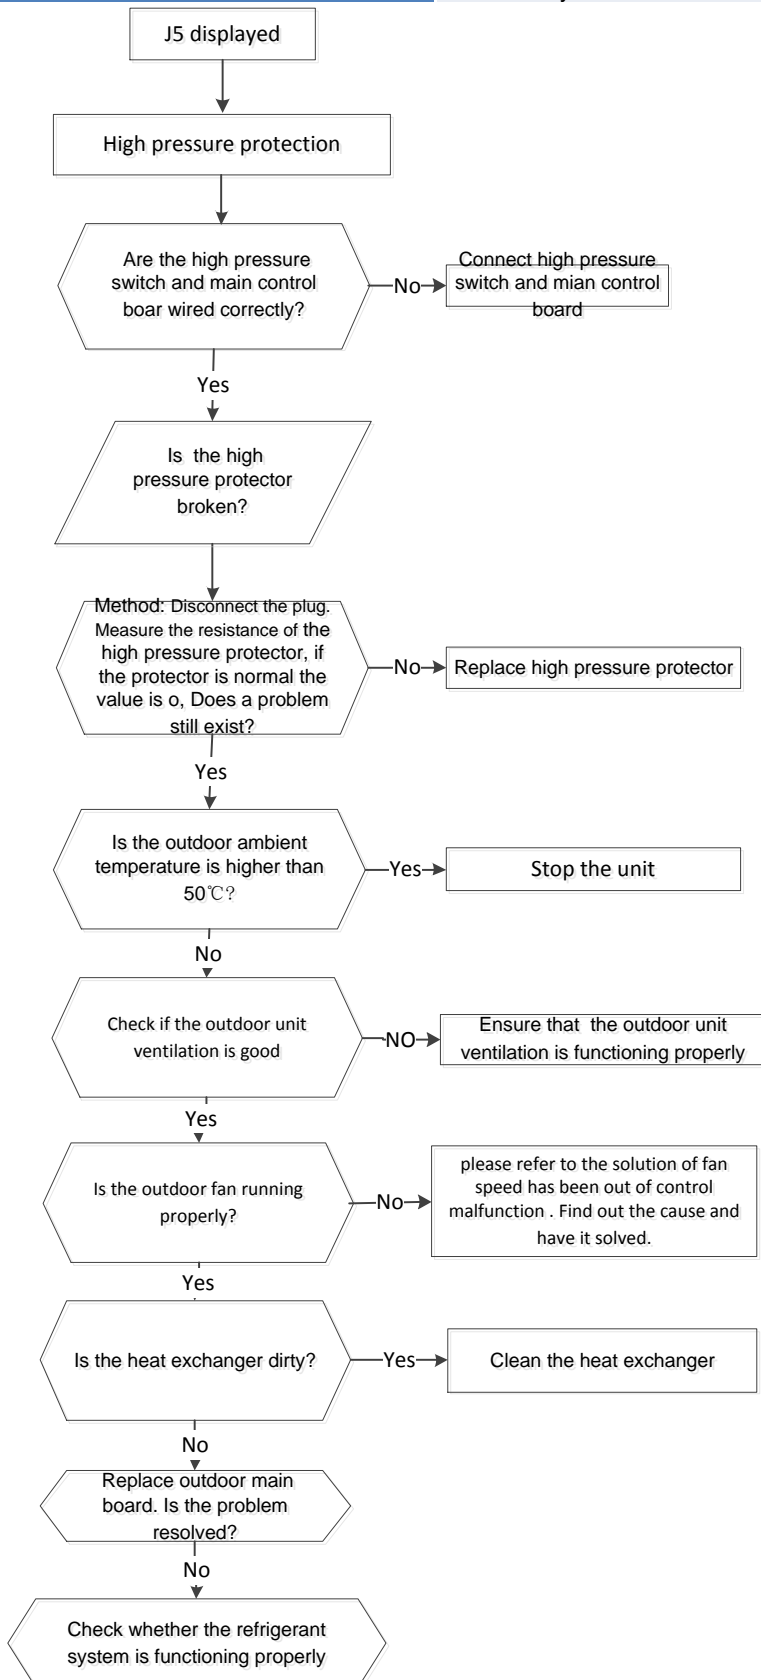 J5 displayed
High pressure protection
Are the high pressure
switch and main control
boar wired correctly?
No
Connect high pressure
switch and mian control
board
Yes
Is the high
pressure protector
broken?
Method: Disconnect the plug.
Measure the resistance of the
high pressure protector, if
the protector is normal the
value is o, Does a problem
still exist?
No
Replace high pressure protector
Yes
Is the outdoor ambient
temperature is higher than
50℃?
Yes
Stop the unit
No
Check if the outdoor unit
ventilation is good
NO
Ensure that the outdoor unit
ventilation is functioning properly
Yes
Is the outdoor fan running
properly?
No
please refer to the solution of fan
speed has been out of control
malfunction . Find out the cause and
have it solved.
Yes
Is the heat exchanger dirty?
Yes
Clean the heat exchanger
No
Replace outdoor main
board. Is the problem
resolved?
No
Check whether the refrigerant
system is functioning properly